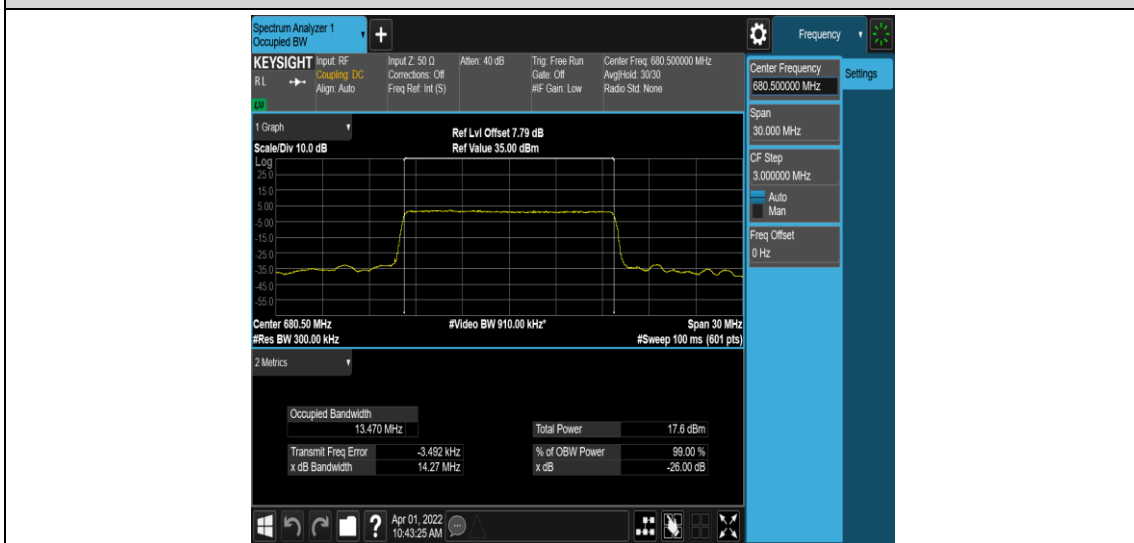 Spectrum Analyzer 1
Occupied BW
+
Frequency
KEYSIGHT
RL
LXI
Input: RF
Coupling: DC
Align: Auto
Input Z: 50 Ω
Corrections: Off
Freq Ref: Int (S)
Atten: 40 dB
Trig: Free Run
Gate: Off
#IF Gain: Low
Center Freq: 680.500000 MHz
Avg|Hold: 30/30
Radio Std: None
Center Frequency
680.500000 MHz
Settings
Span
30.000 MHz
CF Step
3.000000 MHz
Auto
Man
Freq Offset
0 Hz
1 Graph
Scale/Div 10.0 dB
Ref Lvl Offset 7.79 dB
Ref Value 35.00 dBm
Log
25.0
15.0
5.00
-5.00
-15.0
-25.0
-35.0
-45.0
-55.0
Center 680.50 MHz
#Res BW 300.00 kHz
#Video BW 910.00 kHz*
Span 30 MHz
#Sweep 100 ms (601 pts)
2 Metrics
Occupied Bandwidth
13.470 MHz
Total Power 17.6 dBm
Transmit Freq Error -3.492 kHz
% of OBW Power 99.00 %
x dB Bandwidth 14.27 MHz
x dB -26.00 dB
?
Apr 01, 2022
10:43:25 AM